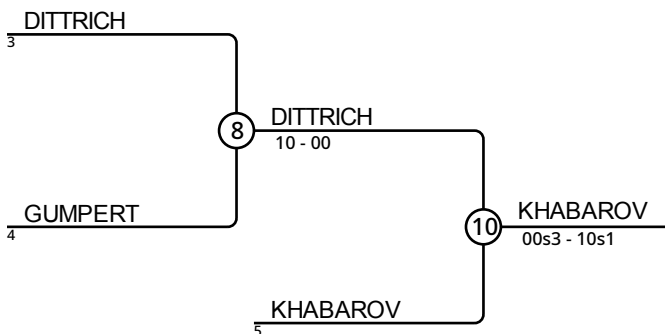 DITTRICH
3
8
DITTRICH
10 - 00
GUMPERT
4
10
KHABAROV
00s3 - 10s1
KHABAROV
5